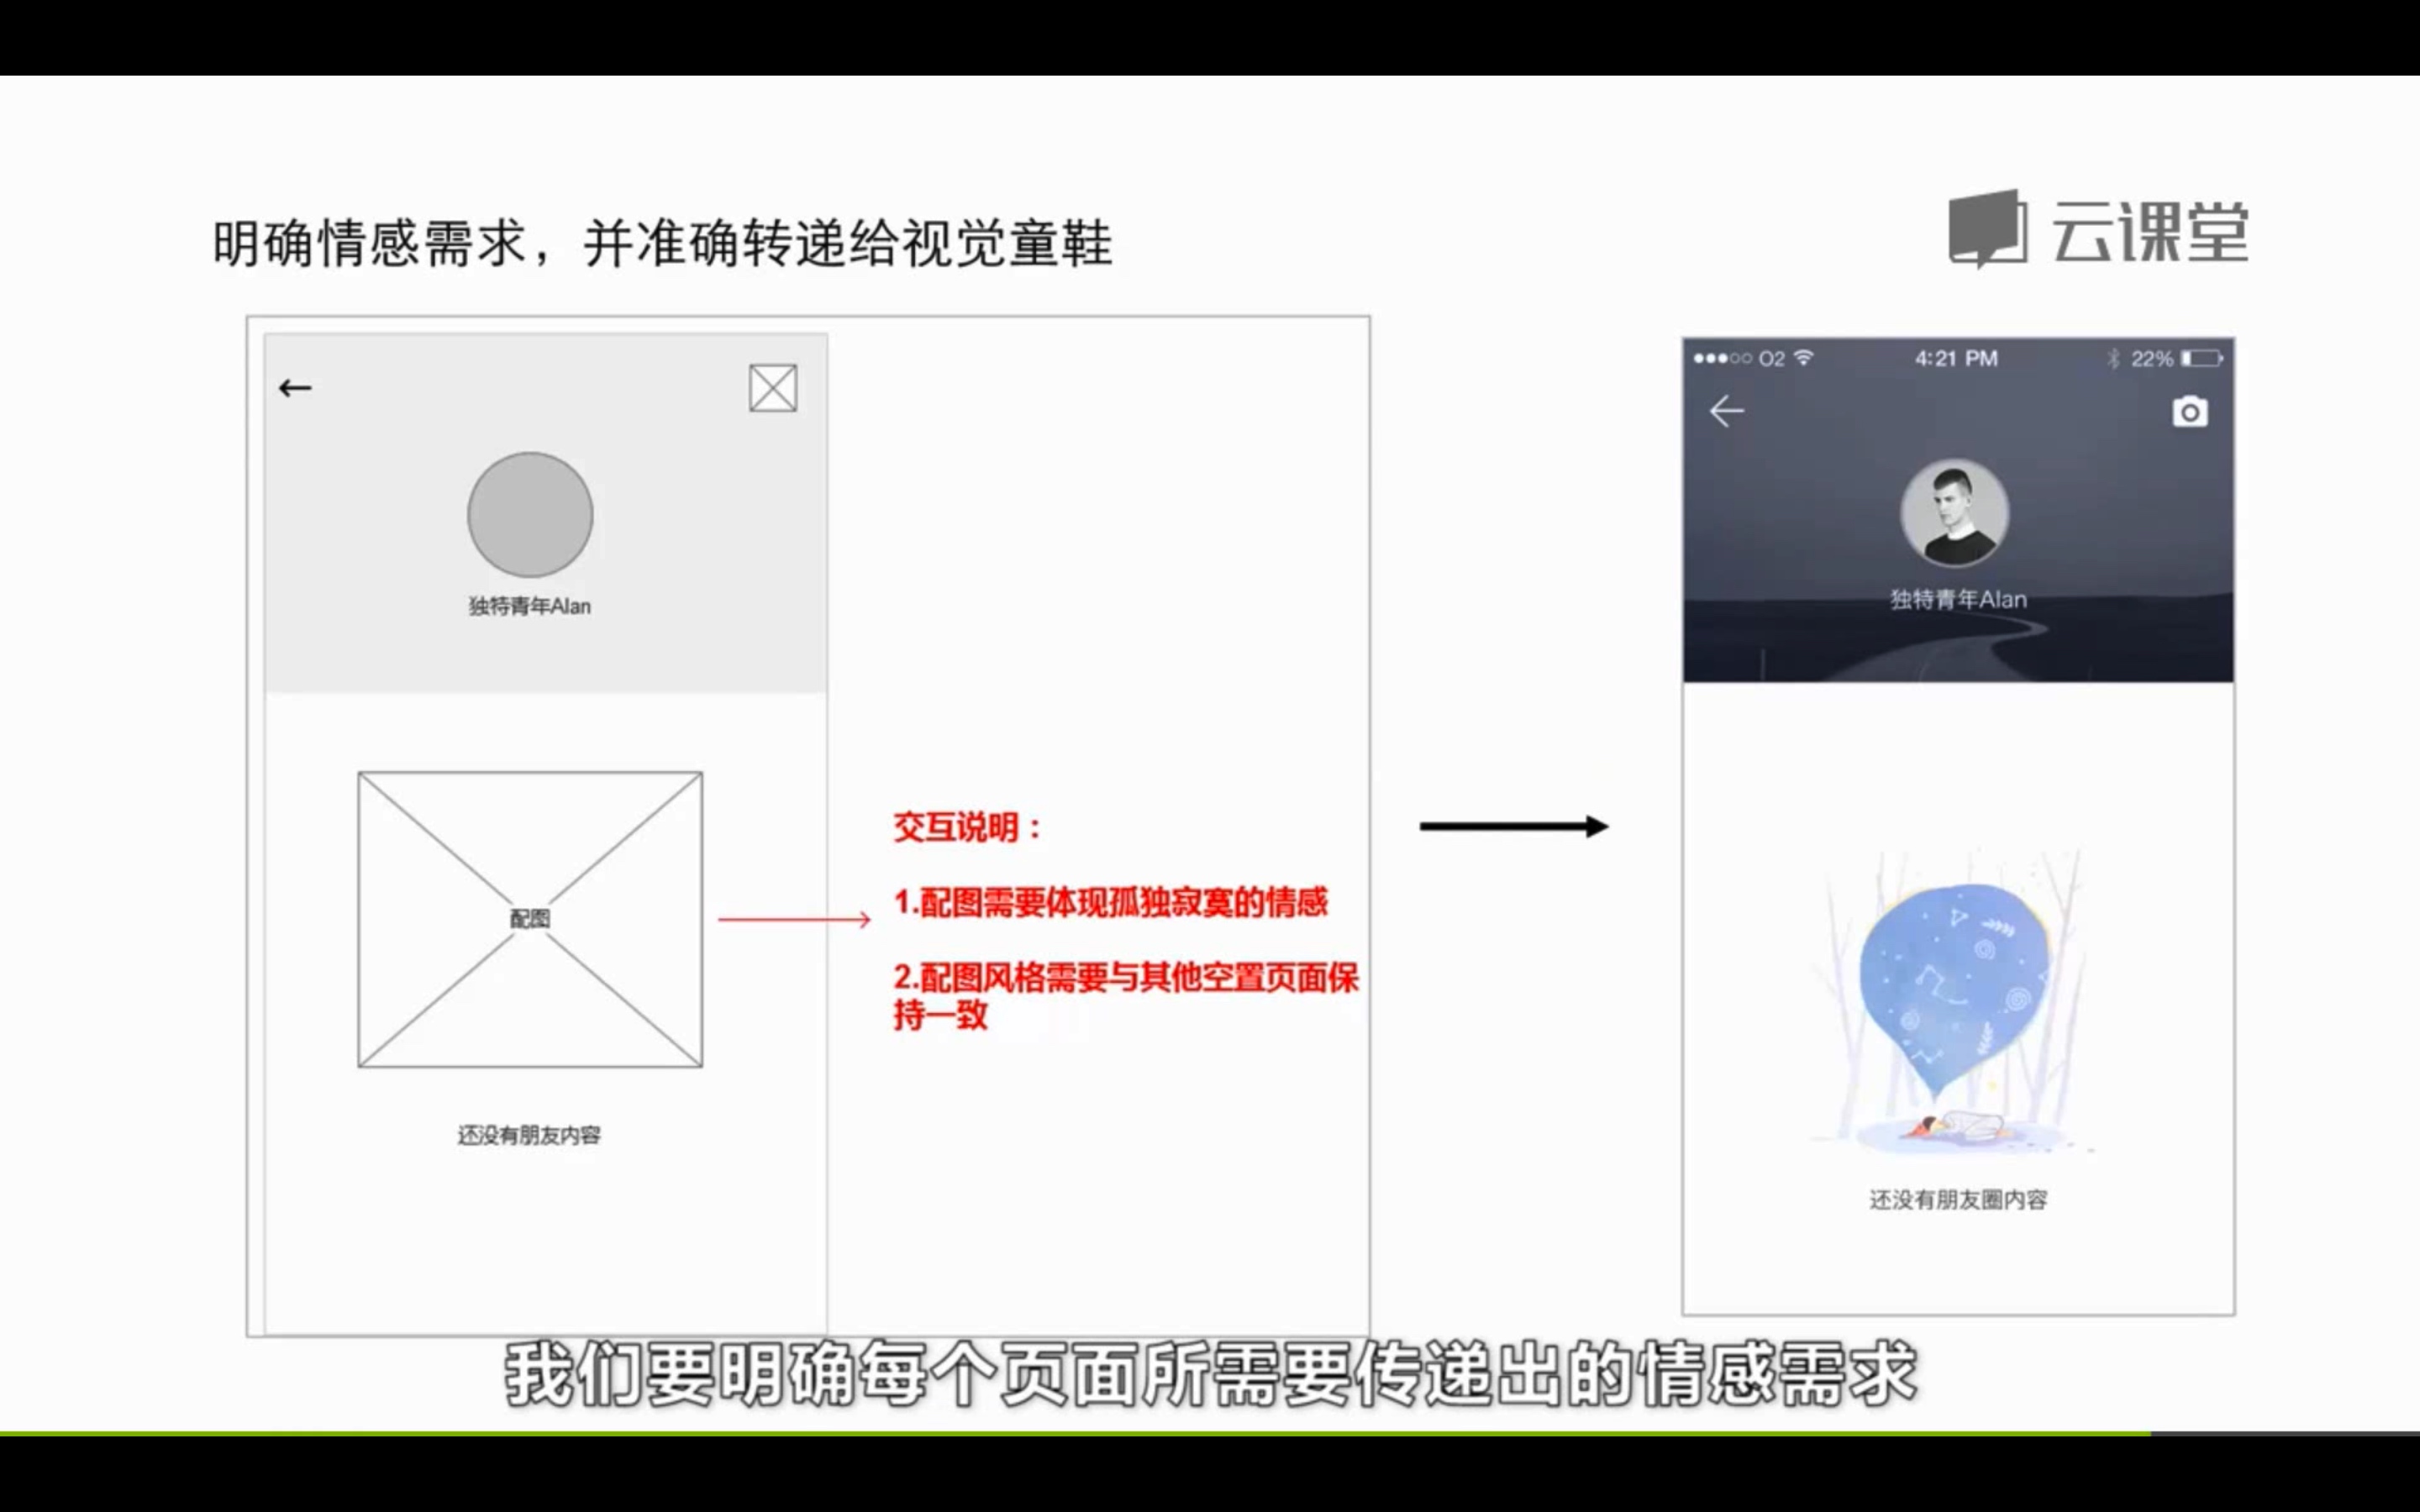 明确情感需求，并准确转递给视觉童鞋
云课堂
独特青年Alan
配图
还没有朋友内容
交互说明：
1.配图需要体现孤独寂寞的情感
2.配图风格需要与其他空置页面保
持一致
O2 4:21 PM 22%
独特青年Alan
还没有朋友圈内容
我们要明确每个页面所需要传递出的情感需求